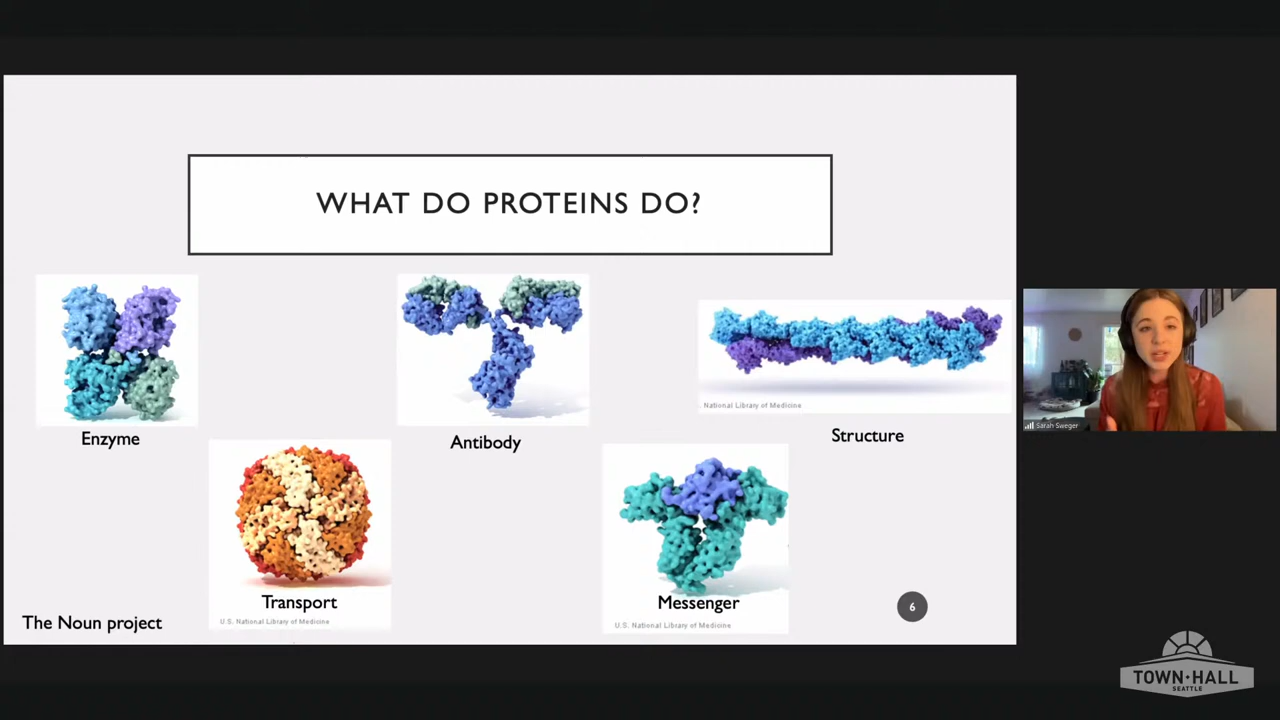 WHAT DO PROTEINS DO?
Enzyme
Antibody
National Library of Medicine
Structure
Transport
U.S. National Library of Medicine
Messenger
U.S. National Library of Medicine
The Noun project
6
Sarah Sweger
TOWN·HALL
SEATTLE